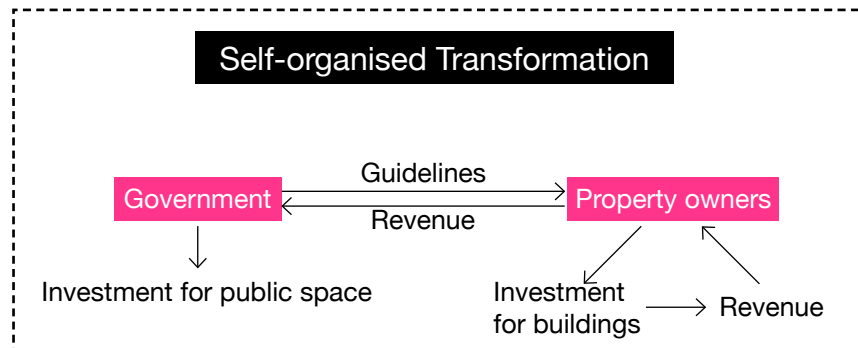 Self-organised Transformation
Guidelines
Government
Property owners
Revenue
Investment for public space
Investment
for buildings
Revenue